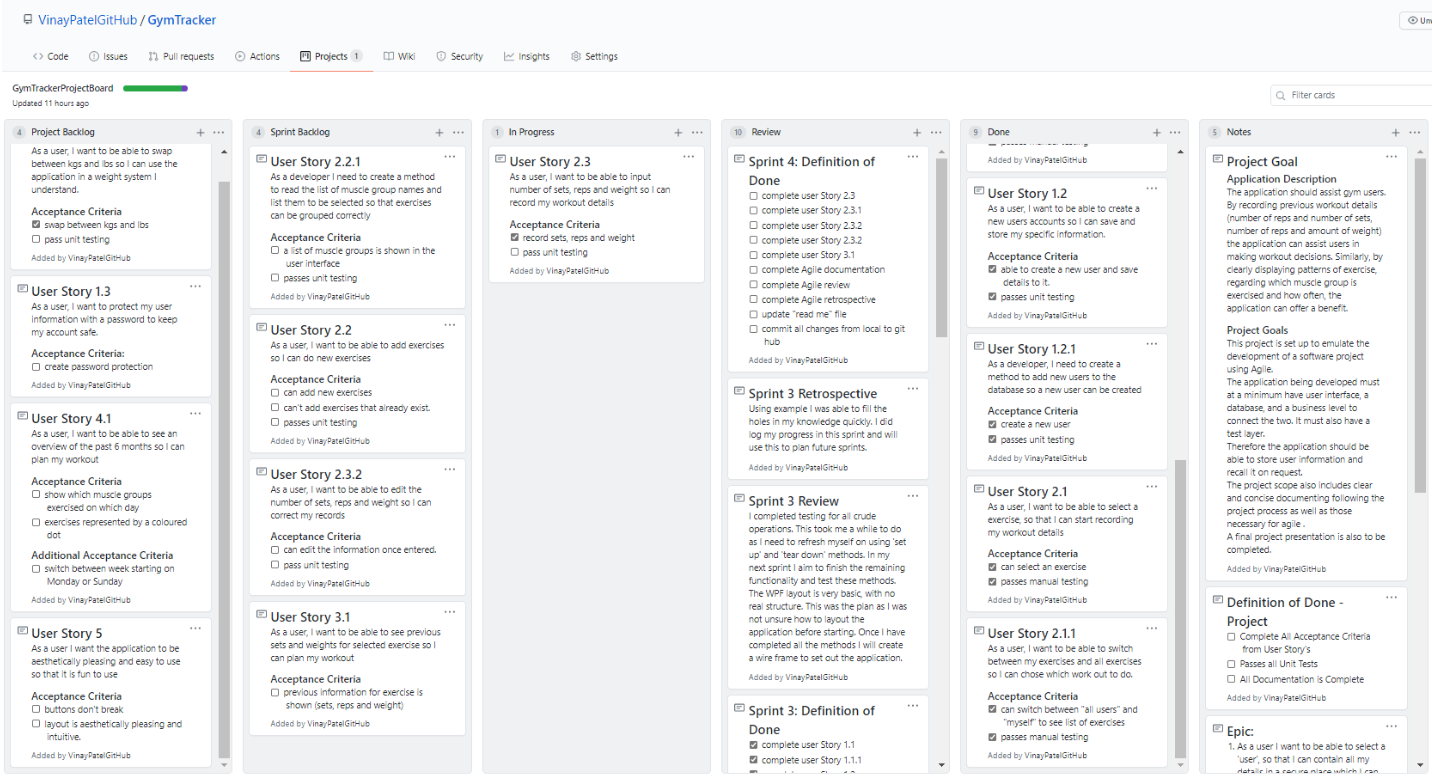 VinayPatelGitHub / GymTracker
Code
Issues
Pull requests
Actions
Projects 1
Wiki
Security
Insights
Settings
GymTrackerProjectBoard
Updated 11 hours ago
Filter cards
4 Project Backlog
As a user, I want to be able to swap
between kgs and lbs so I can use the
application in a weight system I
understand.
Acceptance Criteria
swap between kgs and lbs
pass unit testing
Added by VinayPatelGitHub
User Story 1.3
As a user, I want to protect my user
information with a password to keep
my account safe.
Acceptance Criteria:
create password protection
Added by VinayPatelGitHub
User Story 4.1
As a user, I want to be able to see an
overview of the past 6 months so I can
plan my workout
Acceptance Criteria
show which muscle groups
exercised on which day
exercises represented by a coloured
dot
Additional Acceptance Criteria
switch between week starting on
Monday or Sunday
Added by VinayPatelGitHub
User Story 5
As a user I want the application to be
aesthetically pleasing and easy to use
so that it is fun to use
Acceptance Criteria
buttons don't break
layout is aesthetically pleasing and
intuitive.
Added by VinayPatelGitHub
4 Sprint Backlog
User Story 2.2.1
As a developer I need to create a method
to read the list of muscle group names and
list them to be selected so that exercises
can be grouped correctly
Acceptance Criteria
a list of muscle groups is shown in the
user interface
passes unit testing
Added by VinayPatelGitHub
User Story 2.2
As a user, I want to be able to add exercises
so I can do new exercises
Acceptance Criteria
can add new exercises
can't add exercises that already exist.
passes unit testing
Added by VinayPatelGitHub
User Story 2.3.2
As a user, I want to be able to edit the
number of sets, reps and weight so I can
correct my records
Acceptance Criteria
can edit the information once entered.
pass unit testing
Added by VinayPatelGitHub
User Story 3.1
As a user, I want to be able to see previous
sets and weights for selected exercise so I
can plan my workout
Acceptance Criteria
previous information for exercise is
shown (sets, reps and weight)
Added by VinayPatelGitHub
1 In Progress
User Story 2.3
As a user, I want to be able to input
number of sets, reps and weight so I can
record my workout details
Acceptance Criteria
record sets, reps and weight
pass unit testing
Added by VinayPatelGitHub
10 Review
Sprint 4: Definition of
Done
complete user Story 2.3
complete user Story 2.3.1
complete user Story 2.3.2
complete user Story 2.3.2
complete user Story 3.1
complete Agile documentation
complete Agile review
complete Agile retrospective
update "read me" file
commit all changes from local to git
hub
Added by VinayPatelGitHub
Sprint 3 Retrospective
Using example I was able to fill the
holes in my knowledge quickly. I did
log my progress in this sprint and will
use this to plan future sprints.
Added by VinayPatelGitHub
Sprint 3 Review
I completed testing for all crude
operations. This took me a while to do
as I need to refresh myself on using 'set
up' and 'tear down' methods. In my
next sprint I aim to finish the remaining
functionality and test these methods.
The WPF layout is very basic, with no
real structure. This was the plan as I was
not unsure how to layout the
application before starting. Once I have
completed all the methods I will create
a wire frame to set out the application.
Added by VinayPatelGitHub
Sprint 3: Definition of
Done
complete user Story 1.1
complete user Story 1.1.1
9 Done
Added by VinayPatelGitHub
User Story 1.2
As a user, I want to be able to create a
new users accounts so I can save and
store my specific information.
Acceptance Criteria
able to create a new user and save
details to it.
passes unit testing
Added by VinayPatelGitHub
User Story 1.2.1
As a developer, I need to create a
method to add new users to the
database so a new user can be created
Acceptance Criteria
create a new user
passes unit testing
Added by VinayPatelGitHub
User Story 2.1
As a user, I want to be able to select a
exercise, so that I can start recording
my workout details
Acceptance Criteria
can select an exercise
passes manual testing
Added by VinayPatelGitHub
User Story 2.1.1
As a user, I want to be able to switch
between my exercises and all exercises
so I can chose which work out to do.
Acceptance Criteria
can switch between "all users" and
"myself" to see list of exercises
passes manual testing
Added by VinayPatelGitHub
5 Notes
Project Goal
Application Description
The application should assist gym users.
By recording previous workout details
(number of reps and number of sets,
number of reps and amount of weight)
the application can assist users in
making workout decisions. Similarly, by
clearly displaying patterns of exercise,
regarding which muscle group is
exercised and how often, the
application can offer a benefit.
Project Goals
This project is set up to emulate the
development of a software project
using Agile.
The application being developed must
at a minimum have user interface, a
database, and a business level to
connect the two. It must also have a
test layer.
Therefore the application should be
able to store user information and
recall it on request.
The project scope also includes clear
and concise documenting following the
project process as well as those
necessary for agile .
A final project presentation is also to be
completed.
Added by VinayPatelGitHub
Definition of Done -
Project
Complete All Acceptance Criteria
from User Story's
Passes all Unit Tests
All Documentation is Complete
Added by VinayPatelGitHub
Epic:
1. As a user I want to be able to select a
'user', so that I can contain all my
details in a secure place which I can